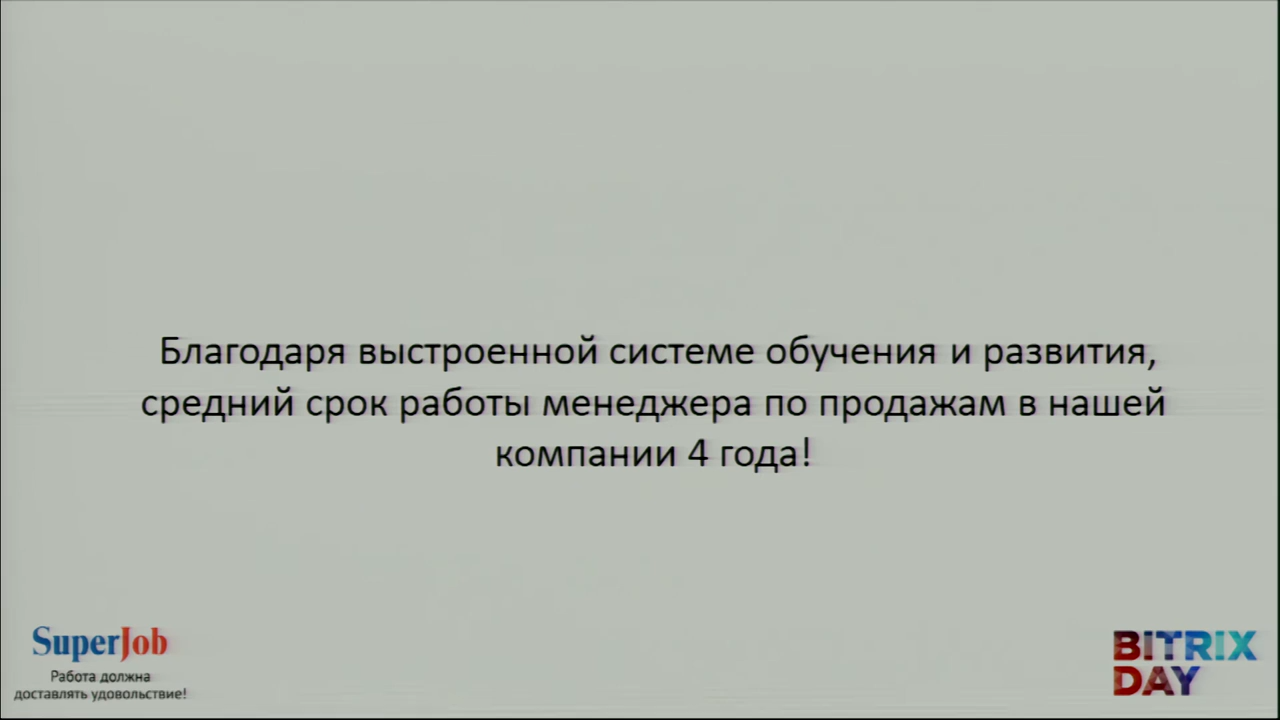 Благодаря выстроенной системе обучения и развития,
средний срок работы менеджера по продажам в нашей
компании 4 года!
SuperJob
Работа должна
доставлять удовольствие!
BITRIX
DAY